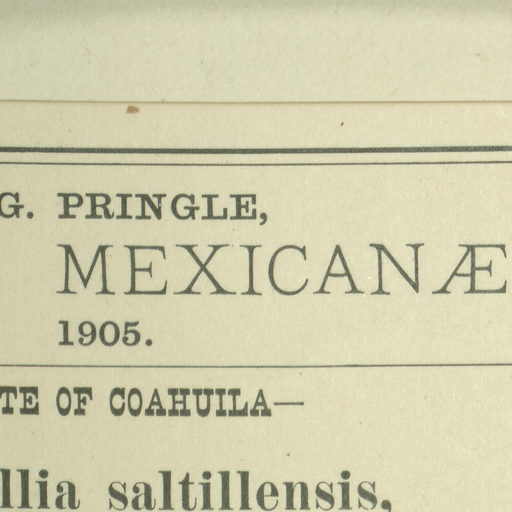 G. PRINGLE,
MEXICANÆ
1905.
TE OF COAHUILA—
llia saltillensis,